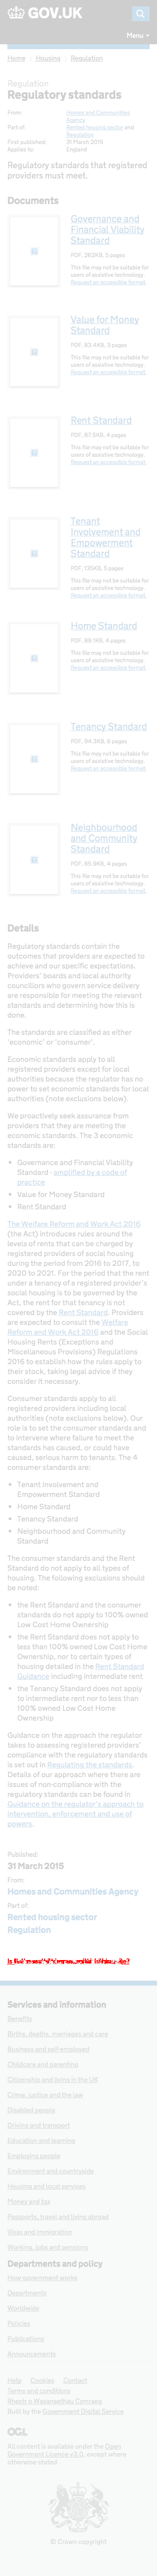 GOV.UK
Menu
Home Housing Regulation
Regulation
Regulatory standards
From: Homes and Communities
Agency
Part of: Rented housing sector and
Regulation
First published: 31 March 2015
Applies to: England
Regulatory standards that registered
providers must meet.
Documents
Governance and
Financial Viability
Standard
PDF, 262KB, 5 pages
This file may not be suitable for
users of assistive technology.
Request an accessible format.
Value for Money
Standard
PDF, 83.4KB, 3 pages
This file may not be suitable for
users of assistive technology.
Request an accessible format.
Rent Standard
PDF, 87.5KB, 4 pages
This file may not be suitable for
users of assistive technology.
Request an accessible format.
Tenant
Involvement and
Empowerment
Standard
PDF, 135KB, 5 pages
This file may not be suitable for
users of assistive technology.
Request an accessible format.
Home Standard
PDF, 89.1KB, 4 pages
This file may not be suitable for
users of assistive technology.
Request an accessible format.
Tenancy Standard
PDF, 94.3KB, 6 pages
This file may not be suitable for
users of assistive technology.
Request an accessible format.
Neighbourhood
and Community
Standard
PDF, 85.9KB, 4 pages
This file may not be suitable for
users of assistive technology.
Request an accessible format.
Details
Regulatory standards contain the
outcomes that providers are expected to
achieve and our specific expectations.
Providers' boards and local authority
councillors who govern service delivery
are responsible for meeting the relevant
standards and determining how this is
done.
The standards are classified as either
'economic' or 'consumer'.
Economic standards apply to all
registered providers except for local
authorities because the regulator has no
power to set economic standards for
local authorities (note the exclusions
below).
We proactively seek assurance from
providers that they are meeting our
economic standards. The 3 economic
standards are:
Governance and Financial Viability
Standard - amplified by a code of
practice
Value for Money Standard
Rent Standard
The Welfare Reform and Work Act 2016
(the Act) introduces rules around the
levels of rents that can be charged by
registered providers of social housing
through annual rent reductions of 1%
over the 4 years from 2016 to 2017, to
2020 to 2021. For the period that the rent
under a tenancy of a registered provider's
social housing is being regulated by the
Act, the rent for that tenancy is not
covered by the Rent Standard. Providers
are expected to consult the Welfare
Reform and Work Act 2016 and the Social
Housing Rents (Exceptions and
Miscellaneous Provisions) Regulations
2016 to establish how the rules apply to
them, and take specific legal advice if they
consider it necessary.
Consumer standards apply to all
registered providers including local
authorities (note exclusions below). Our
role is to set the consumer standards and
to intervene where failure to meet the
standards has caused, or could have
caused, serious harm to tenants. The 4
consumer standards are:
Tenant Involvement and
Empowerment Standard
Home Standard
Tenancy Standard
Neighbourhood and Community
Standard
The consumer standards and the Rent
Standard do not apply to all types of
housing. The following exclusions should
be noted:
the Rent Standard and the consumer
standards do not apply to 100% owned
Low Cost Home Ownership
the Rent Standard does not apply to
less than 100% owned Low Cost Home
Ownership, nor to certain types of
rented housing detailed in the Rent Standard
Guidance including intermediate rent
the Tenancy Standard does not apply
to intermediate rent nor to less than
100% owned Low Cost Home
Ownership
Guidance on the regulator's approach to
assessing registered providers'
compliance with the regulatory standards
is set out in Regulating the standards.
Details of our approach where there are
issues with compliance with the
regulatory standards can be found in
Guidance on the regulator's approach to
intervention, enforcement and use of
powers.
Published:
31 March 2015
From:
Homes and Communities Agency
Part of:
Rented housing sector
Regulation
Services and information
Benefits
Births, deaths, marriages and care
Business and self-employed
Childcare and parenting
Citizenship and living in the UK
Crime, justice and the law
Disabled people
Driving and transport
Education and learning
Employing people
Environment and countryside
Housing and local services
Money and tax
Passports, travel and living abroad
Visas and immigration
Working, jobs and pensions
Departments and policy
How government works
Departments
Worldwide
Policies
Publications
Announcements
Help Cookies Contact
Terms and conditions
Rhestr o Wasanaethau Cymraeg
Built by the Government Digital Service
OGL
All content is available under the Open
Government Licence v3.0, except where
otherwise stated
© Crown copyright